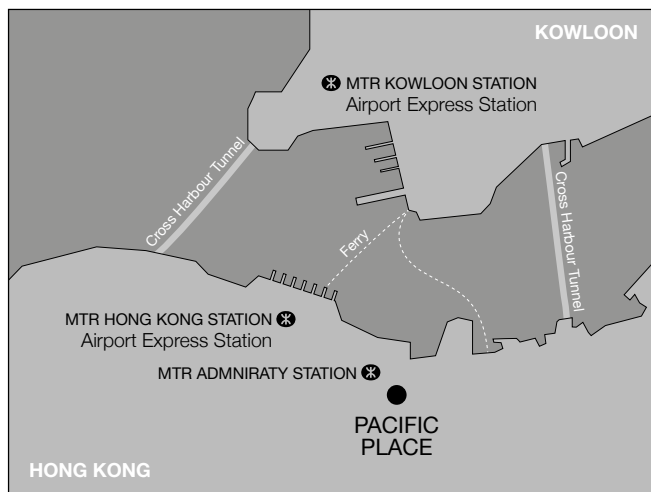 KOWLOON
MTR KOWLOON STATION
Airport Express Station
Cross Harbour Tunnel
Cross Harbour Tunnel
Ferry
MTR HONG KONG STATION
Airport Express Station
MTR ADMNIRATY STATION
PACIFIC
PLACE
HONG KONG